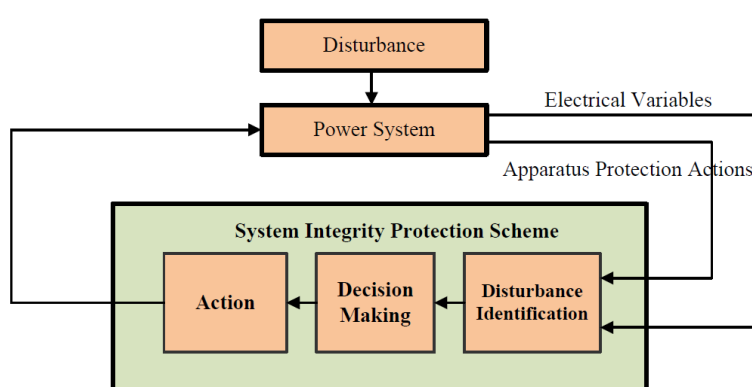 Disturbance
Electrical Variables
Power System
Apparatus Protection Actions
System Integrity Protection Scheme
Action
Decision
Making
Disturbance
Identification